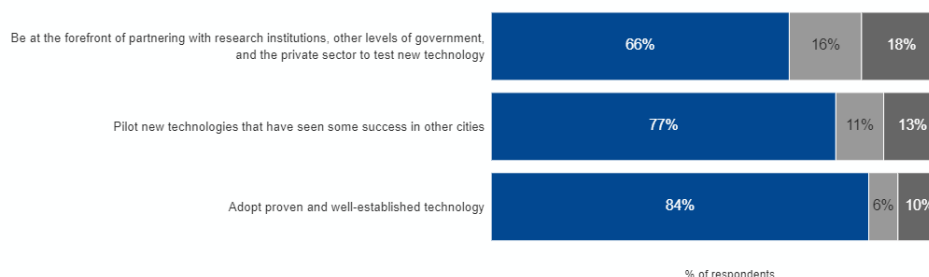 Be at the forefront of partnering with research institutions, other levels of government,
and the private sector to test new technology
66% 16% 18%
Pilot new technologies that have seen some success in other cities
77% 11% 13%
Adopt proven and well-established technology
84% 6% 10%
% of respondents